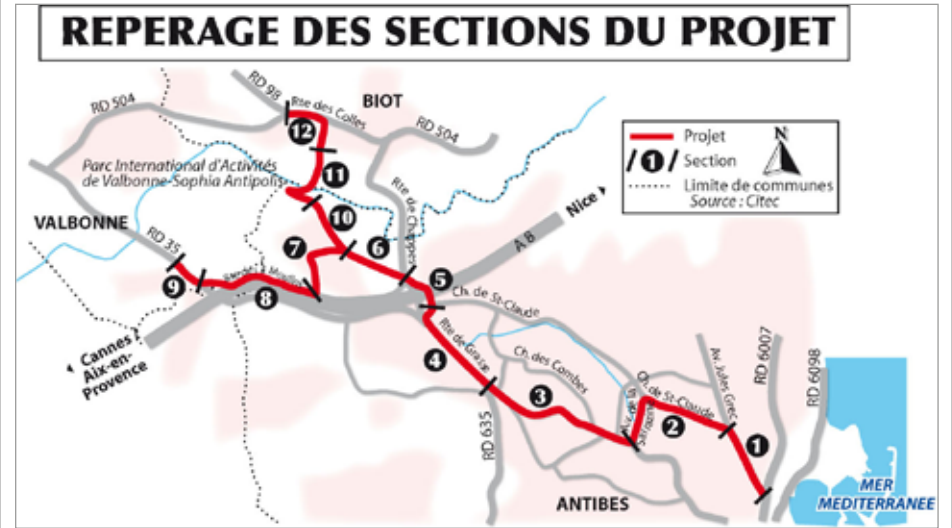 REPERAGE DES SECTIONS DU PROJET
RD 98
Rte des Colles
BIOT
RD 504
RD 504
12
Projet
N
1 Section
Limite de communes
Source : Citec
Parc International d'Activités
de Valbonne-Sophia Antipolis
11
10
Nice
A 8
VALBONNE
RD 35
7
6
5
9
8
Ch. de St-Claude
Rte de Grasse
4
Cannes
Aix-en-
Provence
Ch. des Combes
3
Ch. de St-Claude
2
Av. Jules Grec
RD 6007
RD 6098
1
RD 635
ANTIBES
MER
MEDITERRANEE